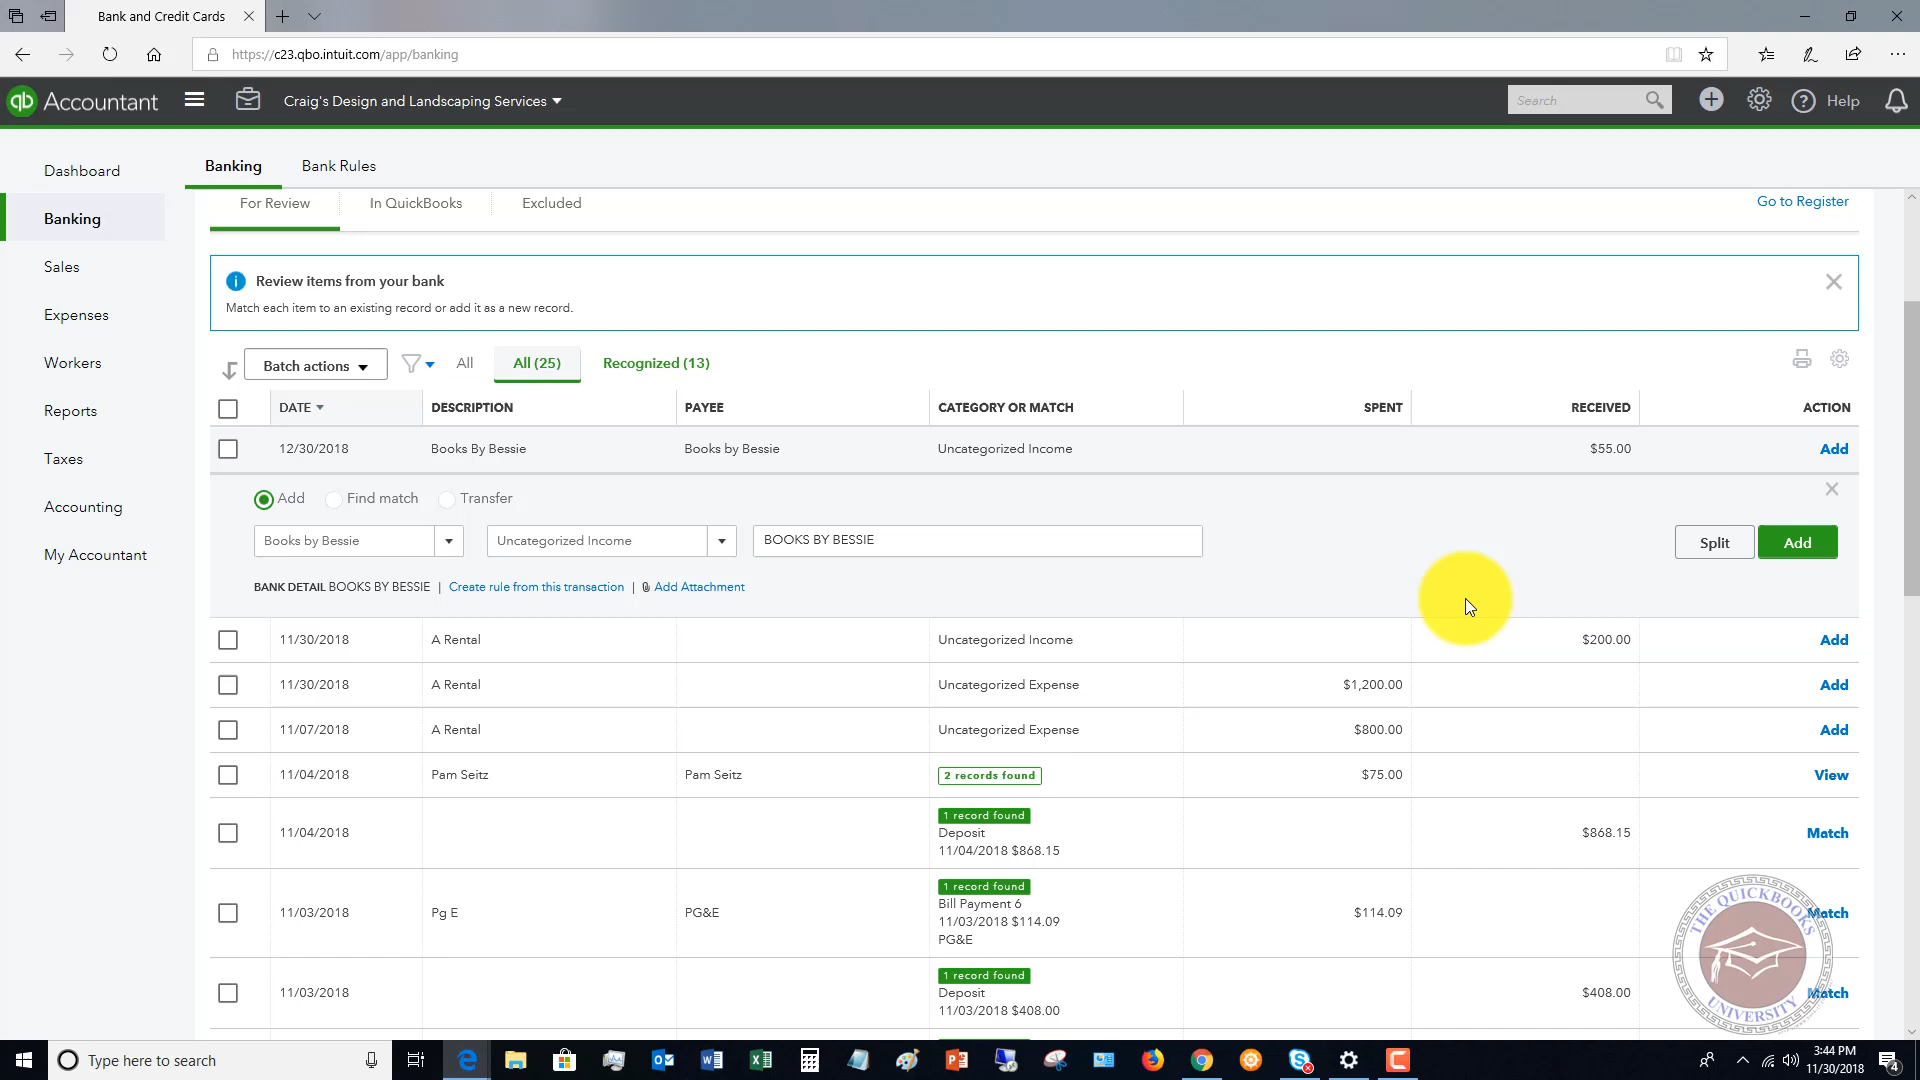 Bank and Credit Cards
https://c23.qbo.intuit.com/app/banking
qb Accountant
Craig's Design and Landscaping Services
Search
Help
Dashboard
Banking
Sales
Expenses
Workers
Reports
Taxes
Accounting
My Accountant
Banking Bank Rules
For Review In QuickBooks Excluded Go to Register
Review items from your bank
Match each item to an existing record or add it as a new record.
Batch actions All All (25) Recognized (13)
DATE DESCRIPTION PAYEE CATEGORY OR MATCH SPENT RECEIVED ACTION
12/30/2018 Books By Bessie Books by Bessie Uncategorized Income $55.00 Add
Add Find match Transfer
Books by Bessie Uncategorized Income BOOKS BY BESSIE Split Add
BANK DETAIL BOOKS BY BESSIE | Create rule from this transaction | Add Attachment
11/30/2018 A Rental Uncategorized Income $200.00 Add
11/30/2018 A Rental Uncategorized Expense $1,200.00 Add
11/07/2018 A Rental Uncategorized Expense $800.00 Add
11/04/2018 Pam Seitz Pam Seitz 2 records found $75.00 View
1 record found
11/04/2018 Deposit $868.15 Match
11/04/2018 $868.15
1 record found
Bill Payment 6
11/03/2018 Pg E PG&E 11/03/2018 $114.09 $114.09 Match
PG&E
1 record found
11/03/2018 Deposit $408.00 Match
11/03/2018 $408.00
THE QUICKBOOKS
UNIVERSITY
Type here to search
3:44 PM
11/30/2018
4